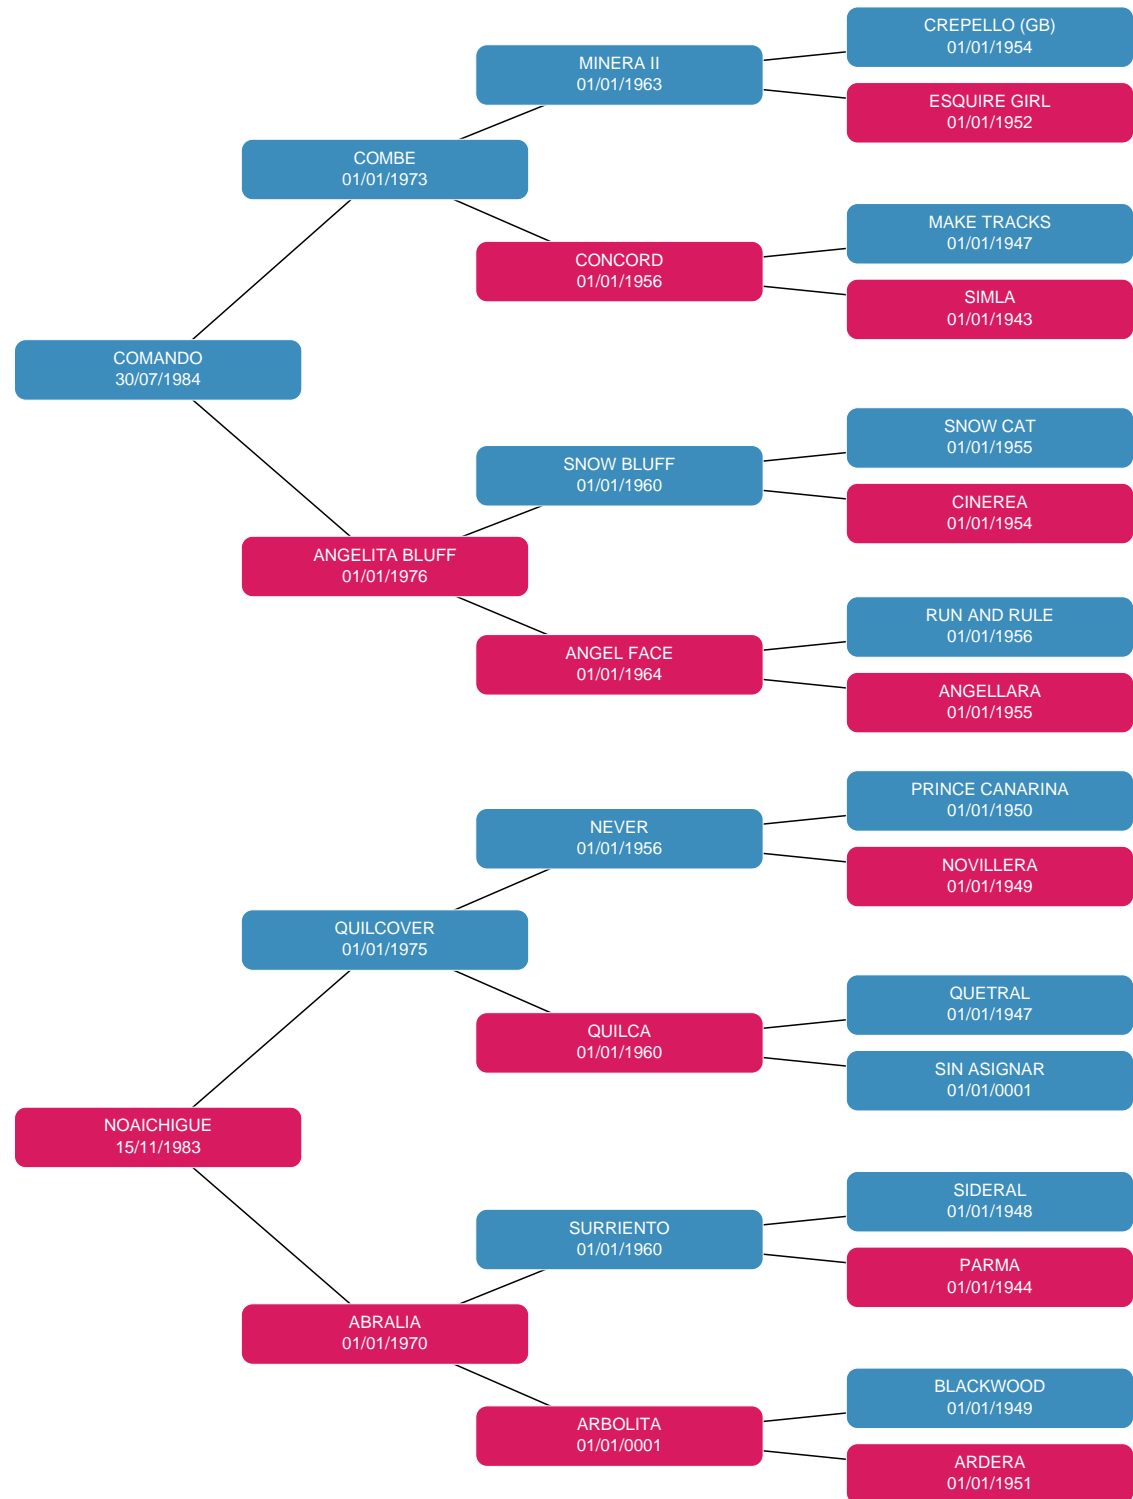 CREPELLO (GB)
01/01/1954
MINERA II
01/01/1963
ESQUIRE GIRL
01/01/1952
COMBE
01/01/1973
MAKE TRACKS
01/01/1947
CONCORD
01/01/1956
SIMLA
01/01/1943
COMANDO
30/07/1984
SNOW CAT
01/01/1955
SNOW BLUFF
01/01/1960
CINEREA
01/01/1954
ANGELITA BLUFF
01/01/1976
RUN AND RULE
01/01/1956
ANGEL FACE
01/01/1964
ANGELLARA
01/01/1955
PRINCE CANARINA
01/01/1950
NEVER
01/01/1956
NOVILLERA
01/01/1949
QUILCOVER
01/01/1975
QUETRAL
01/01/1947
QUILCA
01/01/1960
SIN ASIGNAR
01/01/0001
NOAICHIGUE
15/11/1983
SIDERAL
01/01/1948
SURRIENTO
01/01/1960
PARMA
01/01/1944
ABRALIA
01/01/1970
BLACKWOOD
01/01/1949
ARBOLITA
01/01/0001
ARDERA
01/01/1951